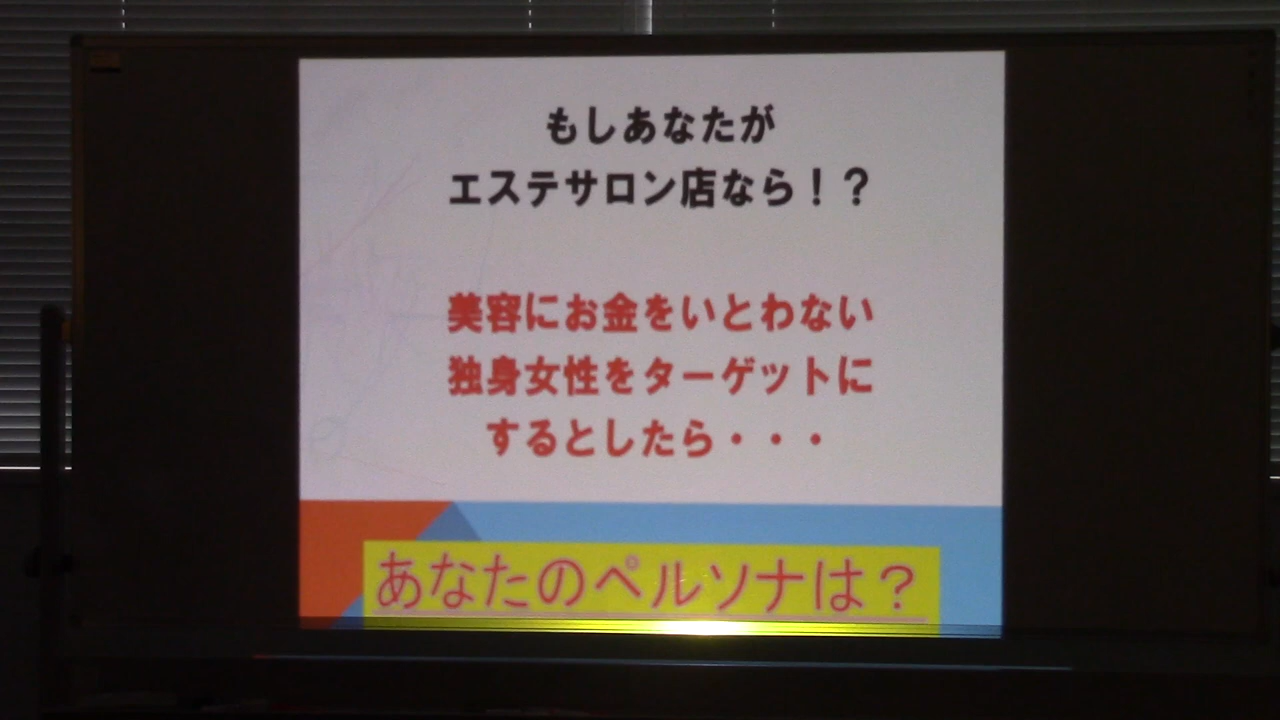 もしあなたが
エステサロン店なら！？
美容にお金をいとわない
独身女性をターゲットに
するとしたら・・・
あなたのペルソナは？